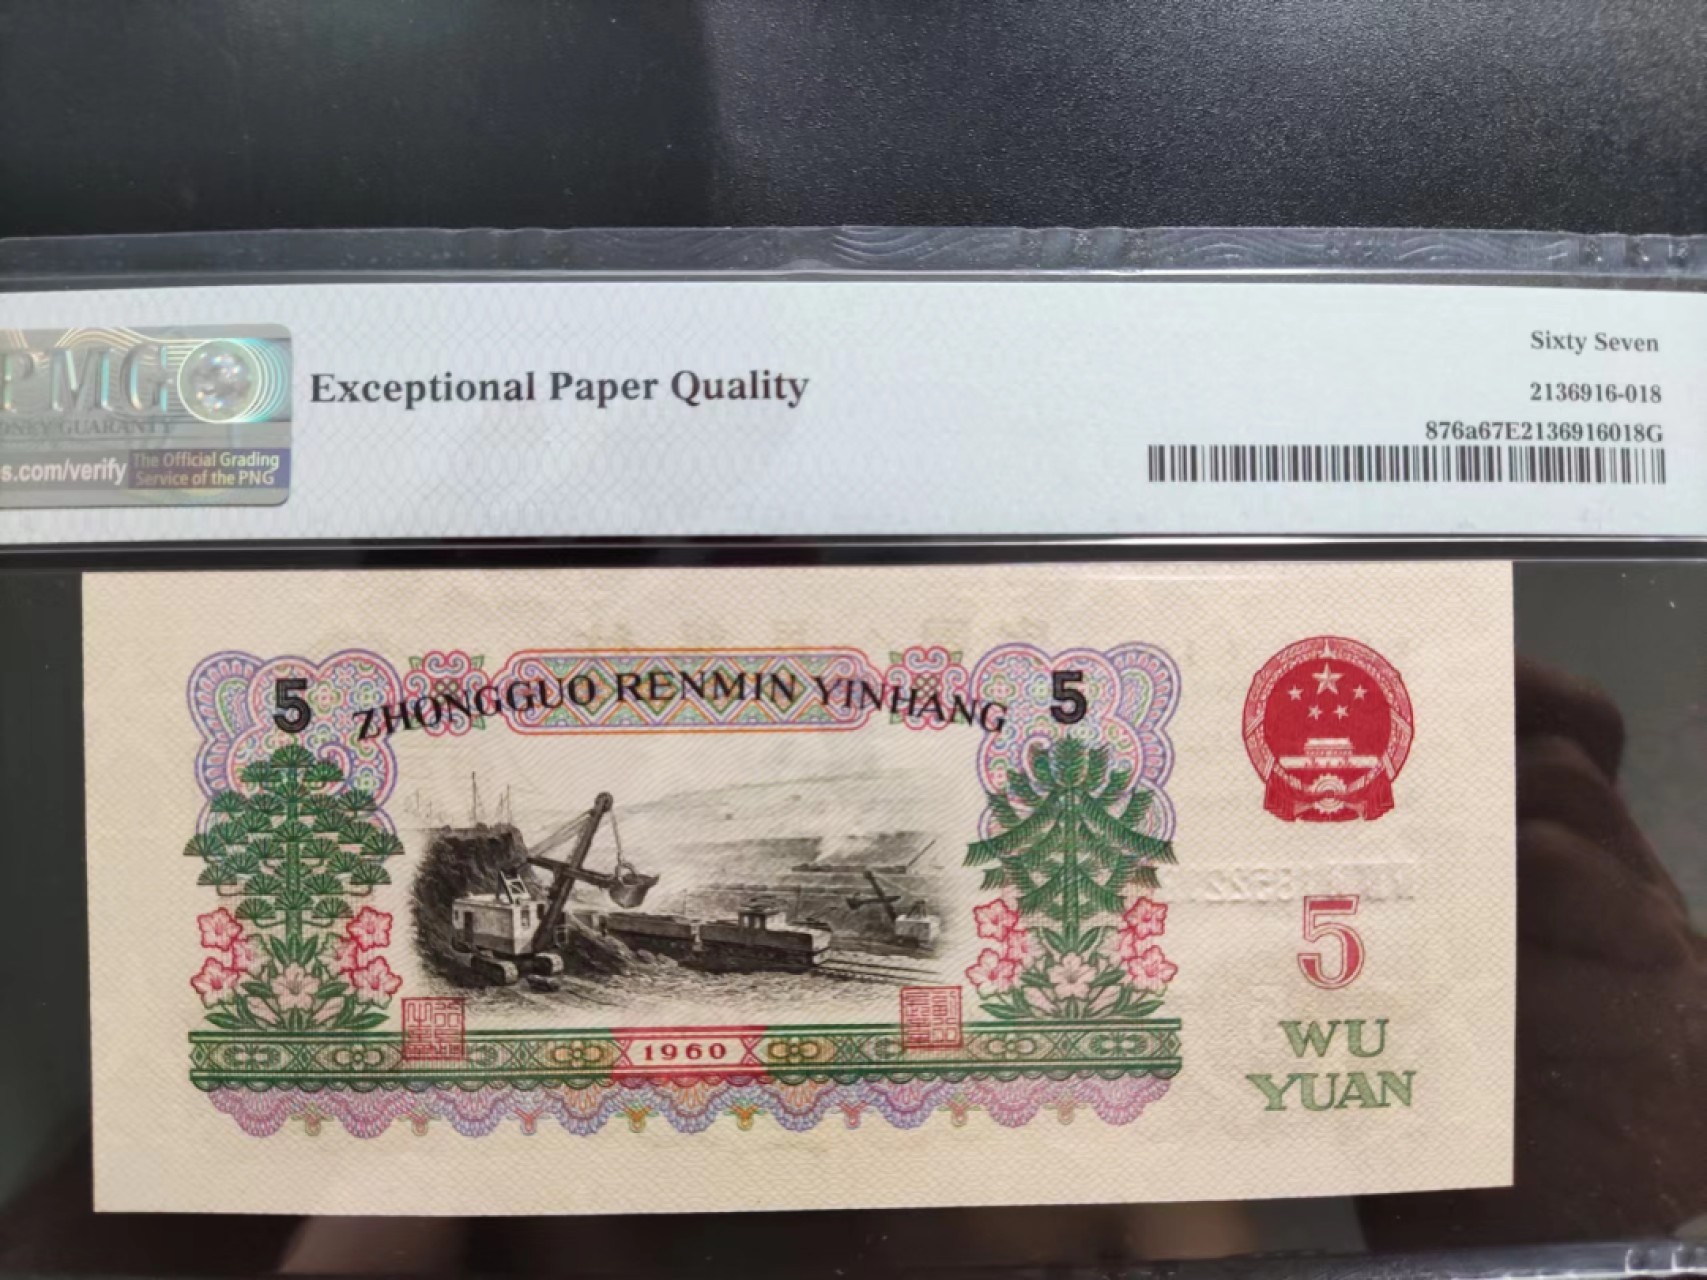 Sixty Seven
PMG
Exceptional Paper Quality
2136916-018
GUARANTY
876a67E2136916018G
s.com/verify
The Official Grading
Service of the PNG
5 ZHONGGUO RENMIN YINHANG 5
5
1960
WU
YUAN